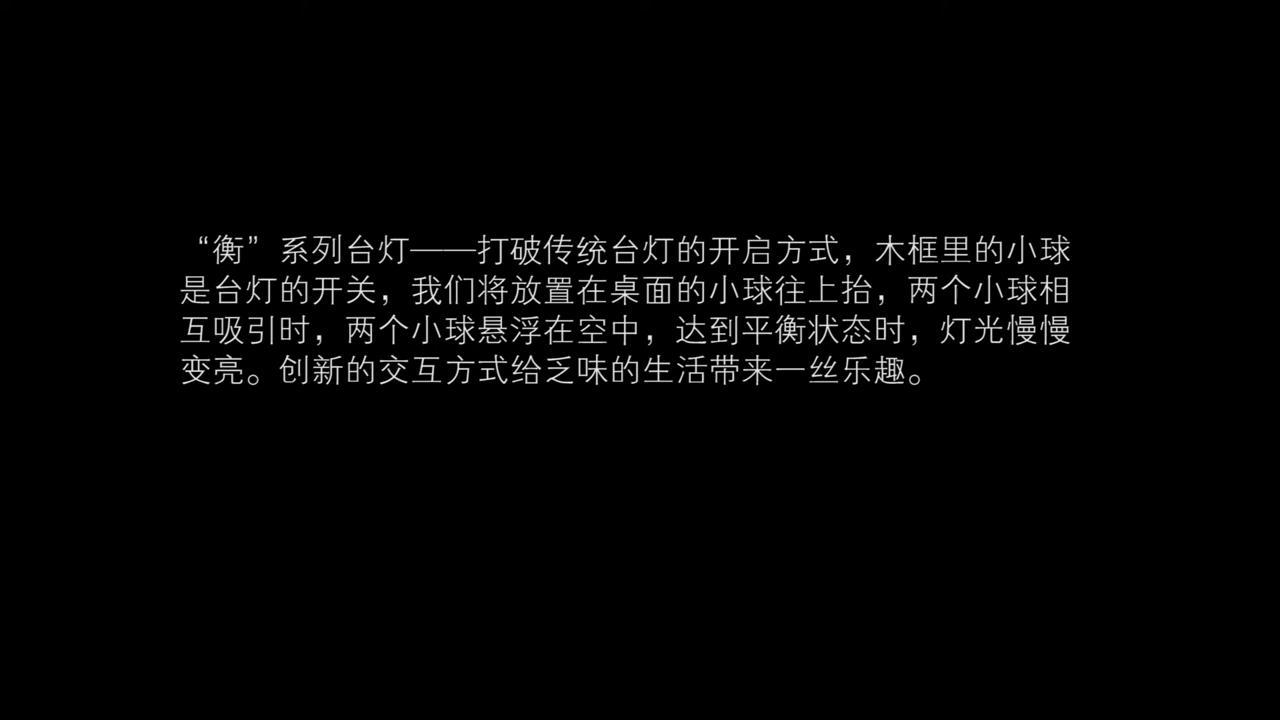 “衡”系列台灯——打破传统台灯的开启方式，木框里的小球
是台灯的开关，我们将放置在桌面的小球往上抬，两个小球相
互吸引时，两个小球悬浮在空中，达到平衡状态时，灯光慢慢
变亮。创新的交互方式给乏味的生活带来一丝乐趣。